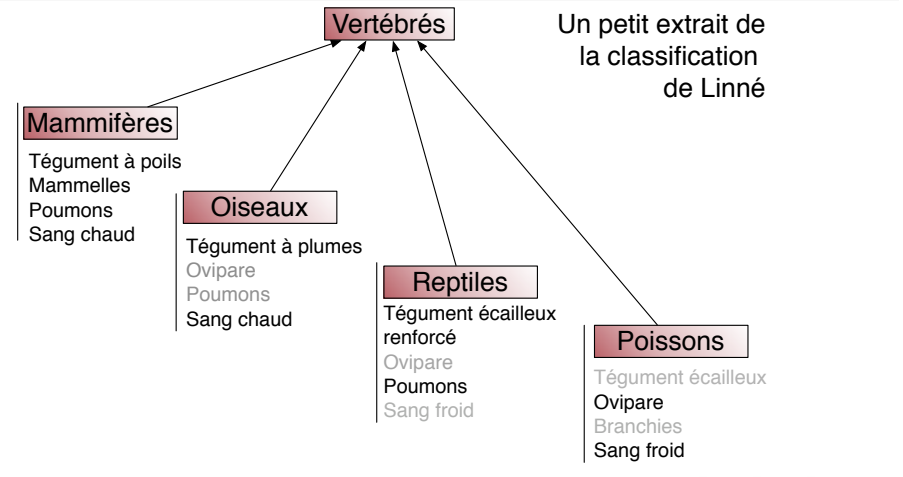 Vertébrés
Un petit extrait de
la classification
de Linné
Mammifères
Tégument à poils
Mammelles
Poumons
Sang chaud
Oiseaux
Tégument à plumes
Ovipare
Poumons
Sang chaud
Reptiles
Tégument écailleux
renforcé
Ovipare
Poumons
Sang froid
Poissons
Tégument écailleux
Ovipare
Branchies
Sang froid